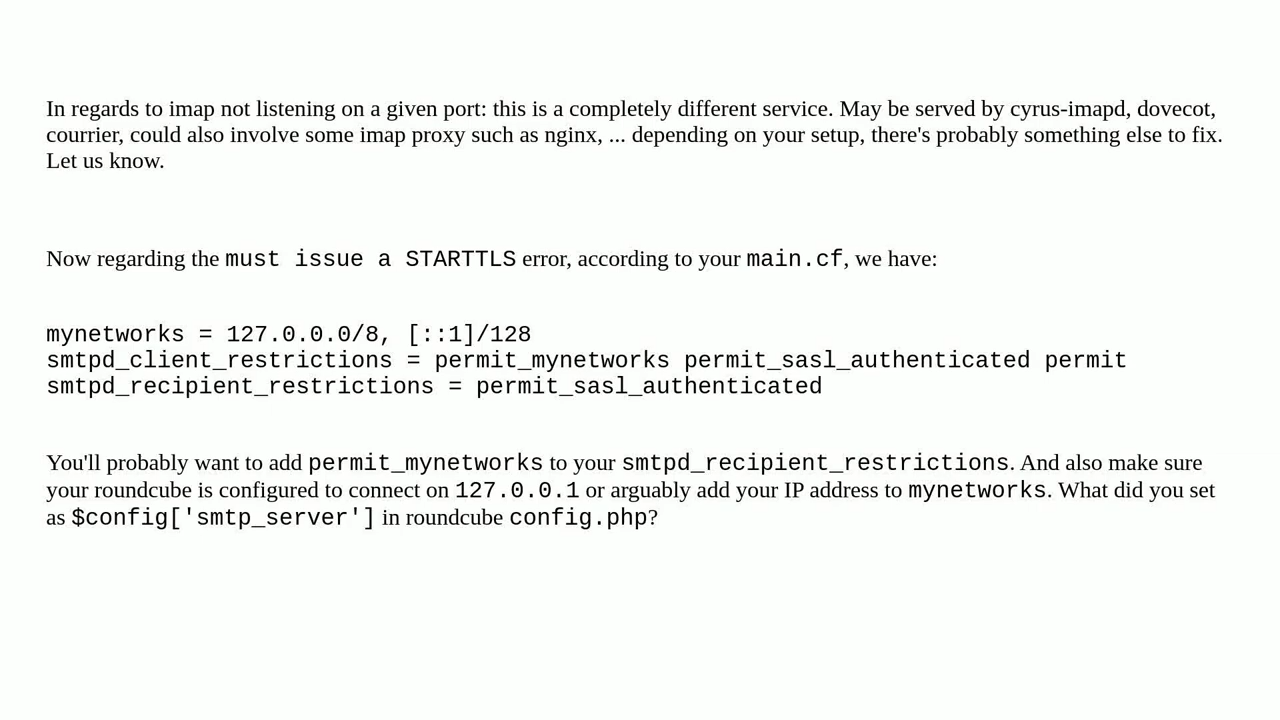 In regards to imap not listening on a given port: this is a completely different service. May be served by cyrus-imapd, dovecot,
courrier, could also involve some imap proxy such as nginx, ... depending on your setup, there's probably something else to fix.
Let us know.
Now regarding the must issue a STARTTLS error, according to your main.cf, we have:
mynetworks = 127.0.0.0/8, [::1]/128
smtpd_client_restrictions = permit_mynetworks permit_sasl_authenticated permit
smtpd_recipient_restrictions = permit_sasl_authenticated
You'll probably want to add permit_mynetworks to your smtpd_recipient_restrictions. And also make sure
your roundcube is configured to connect on 127.0.0.1 or arguably add your IP address to mynetworks. What did you set
as $config['smtp_server'] in roundcube config.php?